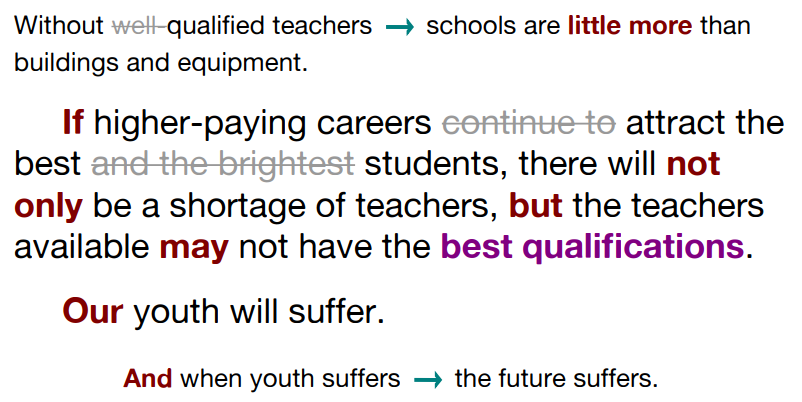 Without well-qualified teachers → schools are little more than
buildings and equipment.
If higher-paying careers continue to attract the
best and the brightest students, there will not
only be a shortage of teachers, but the teachers
available may not have the best qualifications.
Our youth will suffer.
And when youth suffers → the future suffers.